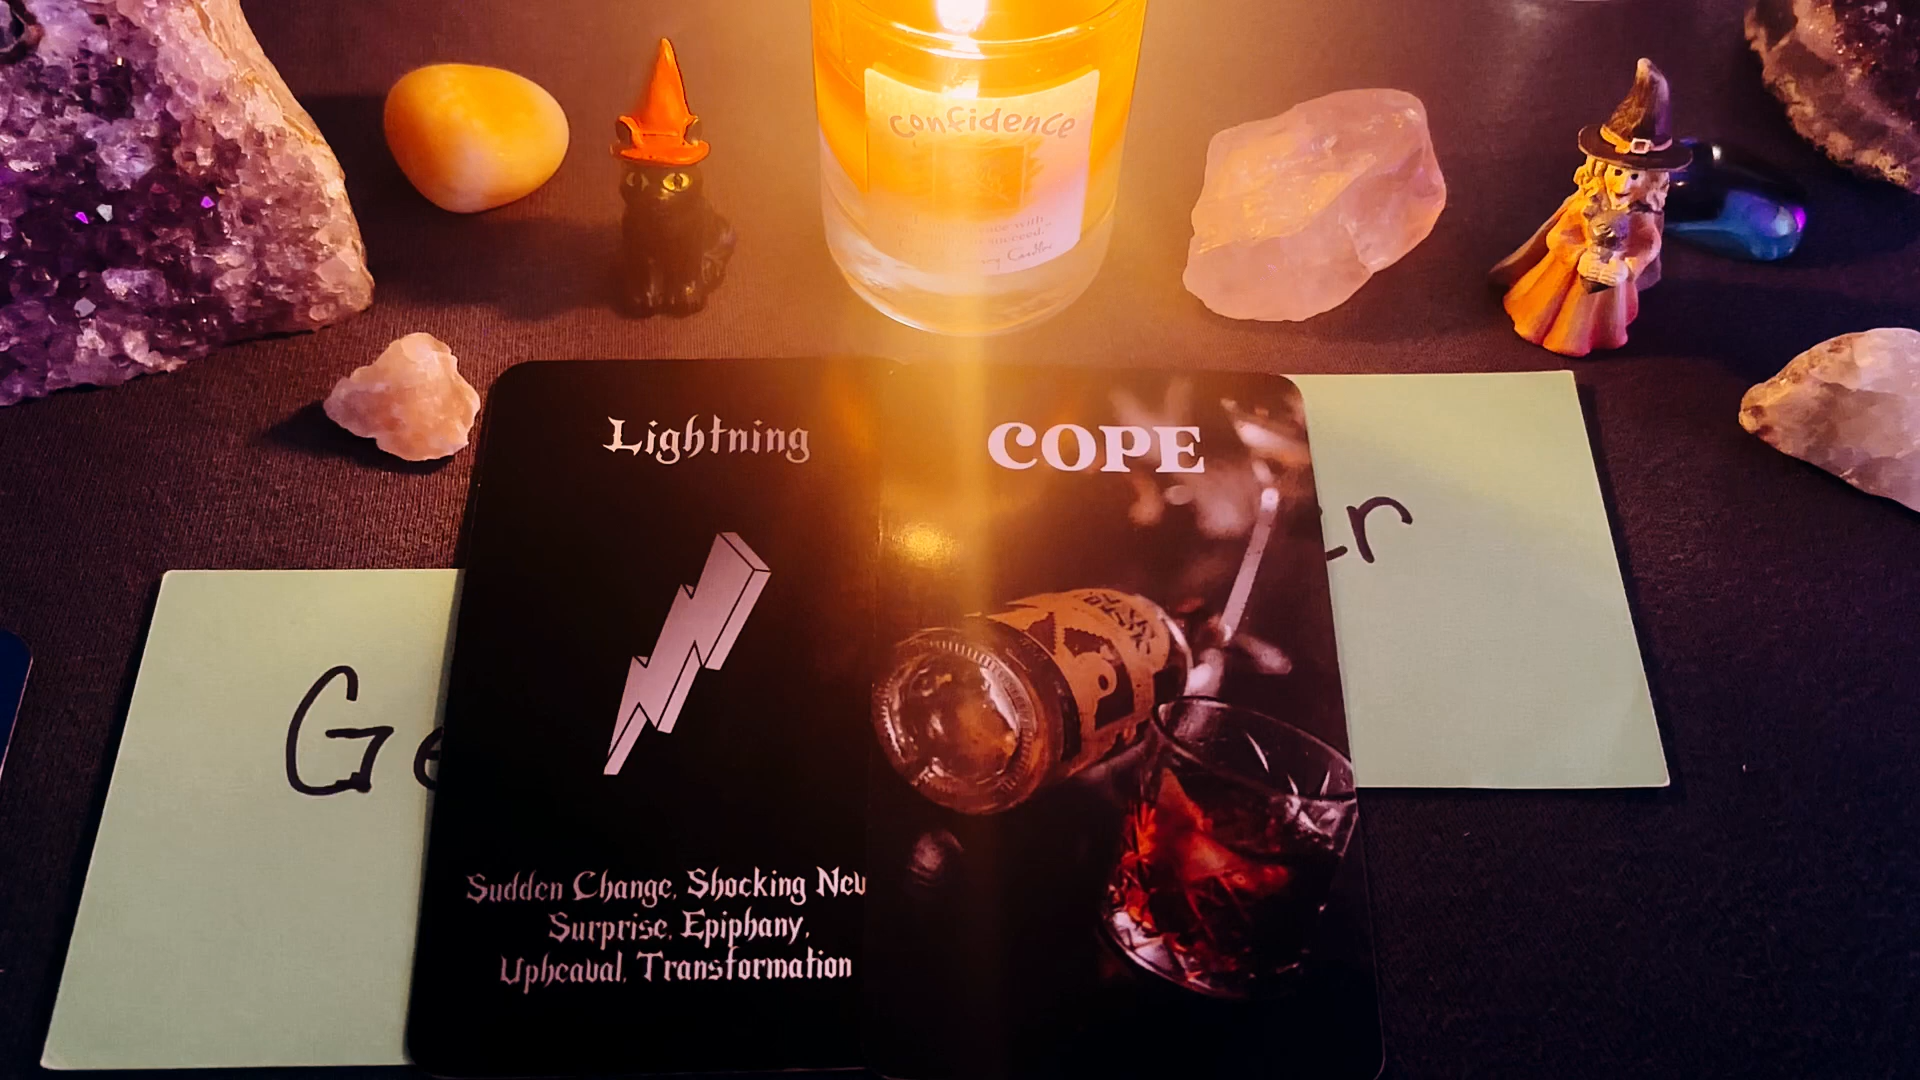 Confidence
Lightning
COPE
er
Ge
Sudden Change, Shocking New
Surprise, Epiphany,
Upheaval, Transformation